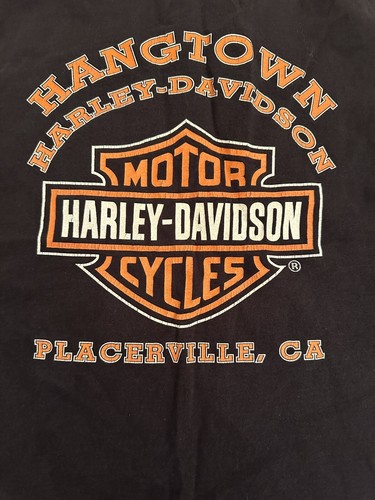 HANGTOWN
HARLEY-DAVIDSON
MOTOR
HARLEY-DAVIDSON
CYCLES
®
PLACERVILLE, CA